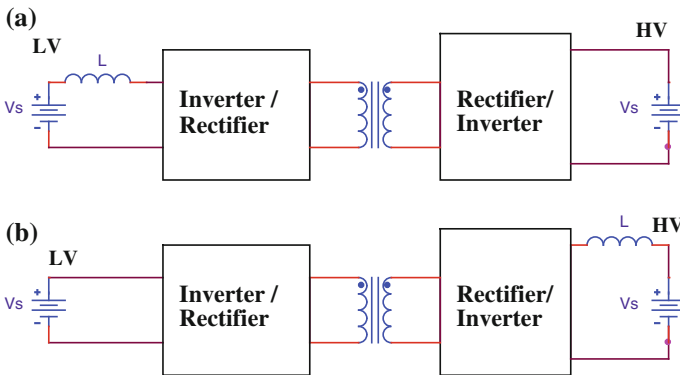 (a)
LV
HV
L
Vs
+
-
Inverter /
Rectifier
Rectifier/
Inverter
Vs
+
-
(b)
LV
L
HV
Vs
+
-
Inverter /
Rectifier
Rectifier/
Inverter
Vs
+
-